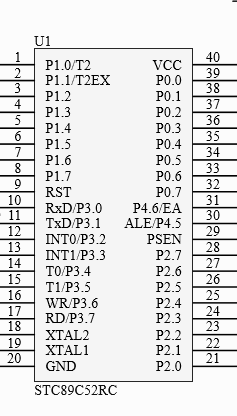 U1
1 P1.0/T2 VCC 40
2 P1.1/T2EX P0.0 39
3 P1.2 P0.1 38
4 P1.3 P0.2 37
5 P1.4 P0.3 36
6 P1.5 P0.4 35
7 P1.6 P0.5 34
8 P1.7 P0.6 33
9 RST P0.7 32
10 RxD/P3.0 P4.6/EA 31
11 TxD/P3.1 ALE/P4.5 30
12 INT0/P3.2 PSEN 29
13 INT1/P3.3 P2.7 28
14 T0/P3.4 P2.6 27
15 T1/P3.5 P2.5 26
16 WR/P3.6 P2.4 25
17 RD/P3.7 P2.3 24
18 XTAL2 P2.2 23
19 XTAL1 P2.1 22
20 GND P2.0 21
STC89C52RC